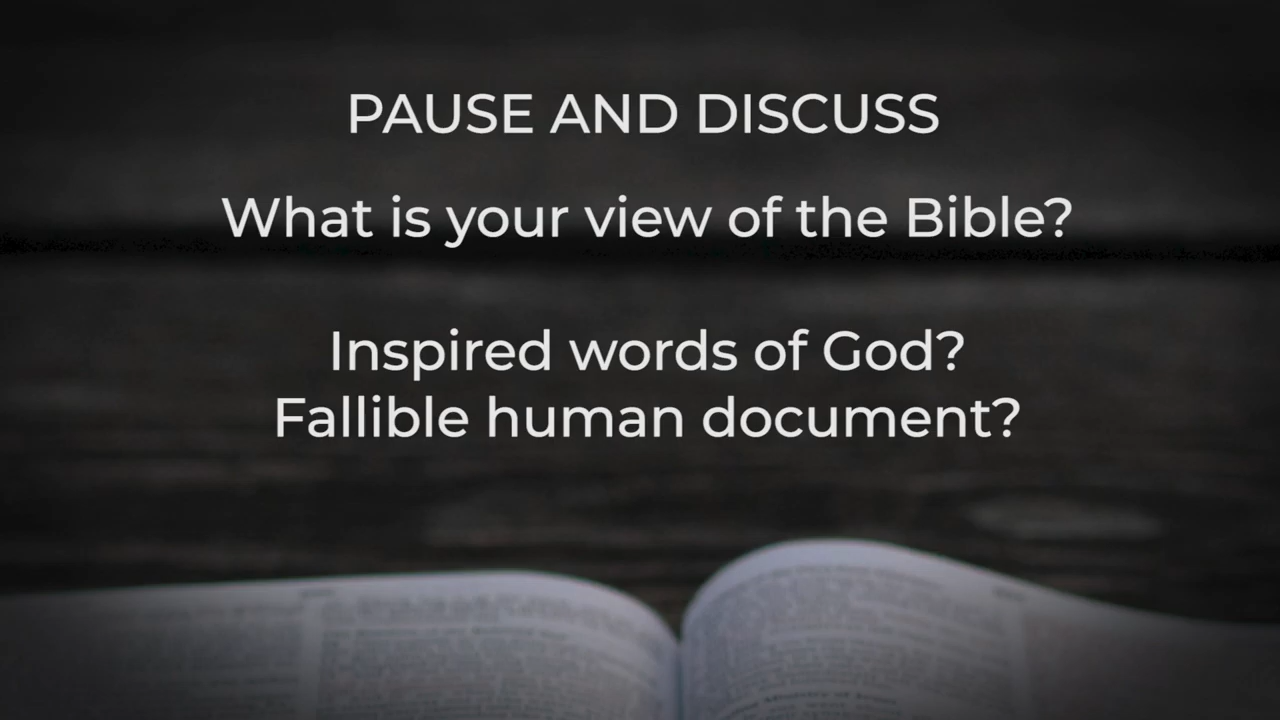 PAUSE AND DISCUSS
What is your view of the Bible?
Inspired words of God?
Fallible human document?